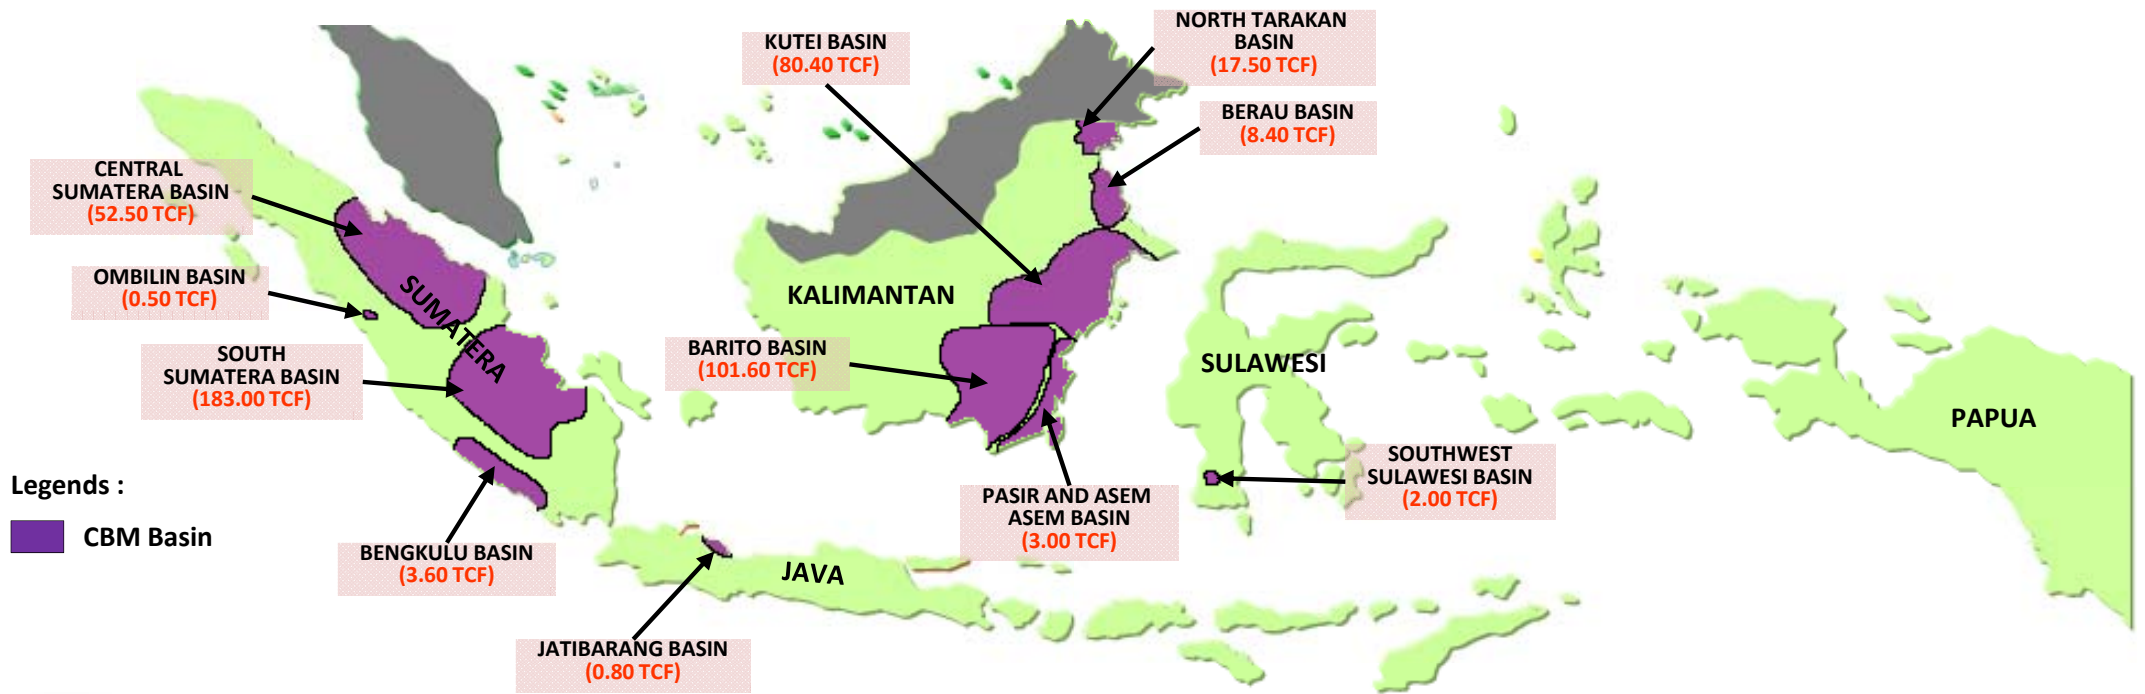 NORTH TARAKAN
BASIN
(17.50 TCF)
KUTEI BASIN
(80.40 TCF)
BERAU BASIN
(8.40 TCF)
CENTRAL
SUMATERA BASIN
(52.50 TCF)
OMBILIN BASIN
(0.50 TCF)
SUMATERA
KALIMANTAN
SOUTH
SUMATERA BASIN
(183.00 TCF)
BARITO BASIN
(101.60 TCF)
SULAWESI
PAPUA
SOUTHWEST
SULAWESI BASIN
(2.00 TCF)
Legends :
CBM Basin
PASIR AND ASEM
ASEM BASIN
(3.00 TCF)
BENGKULU BASIN
(3.60 TCF)
JAVA
JATIBARANG BASIN
(0.80 TCF)